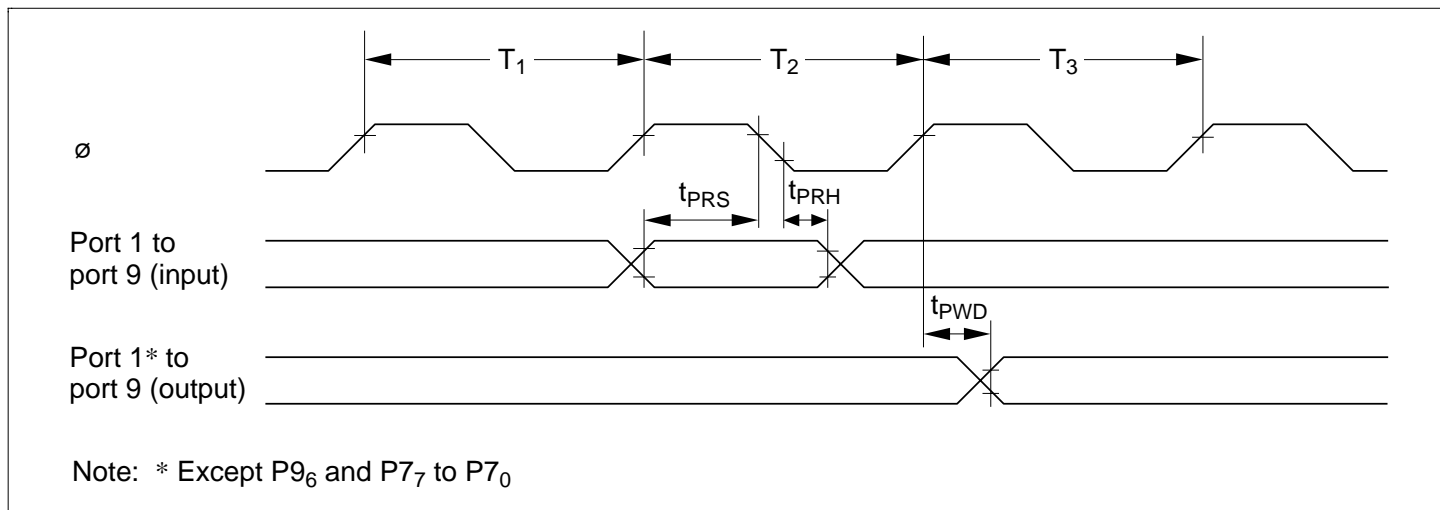 T1 T2 T3
ø
tPRS tPRH
Port 1 to
port 9 (input)
tPWD
Port 1* to
port 9 (output)
Note: * Except P96 and P77 to P70